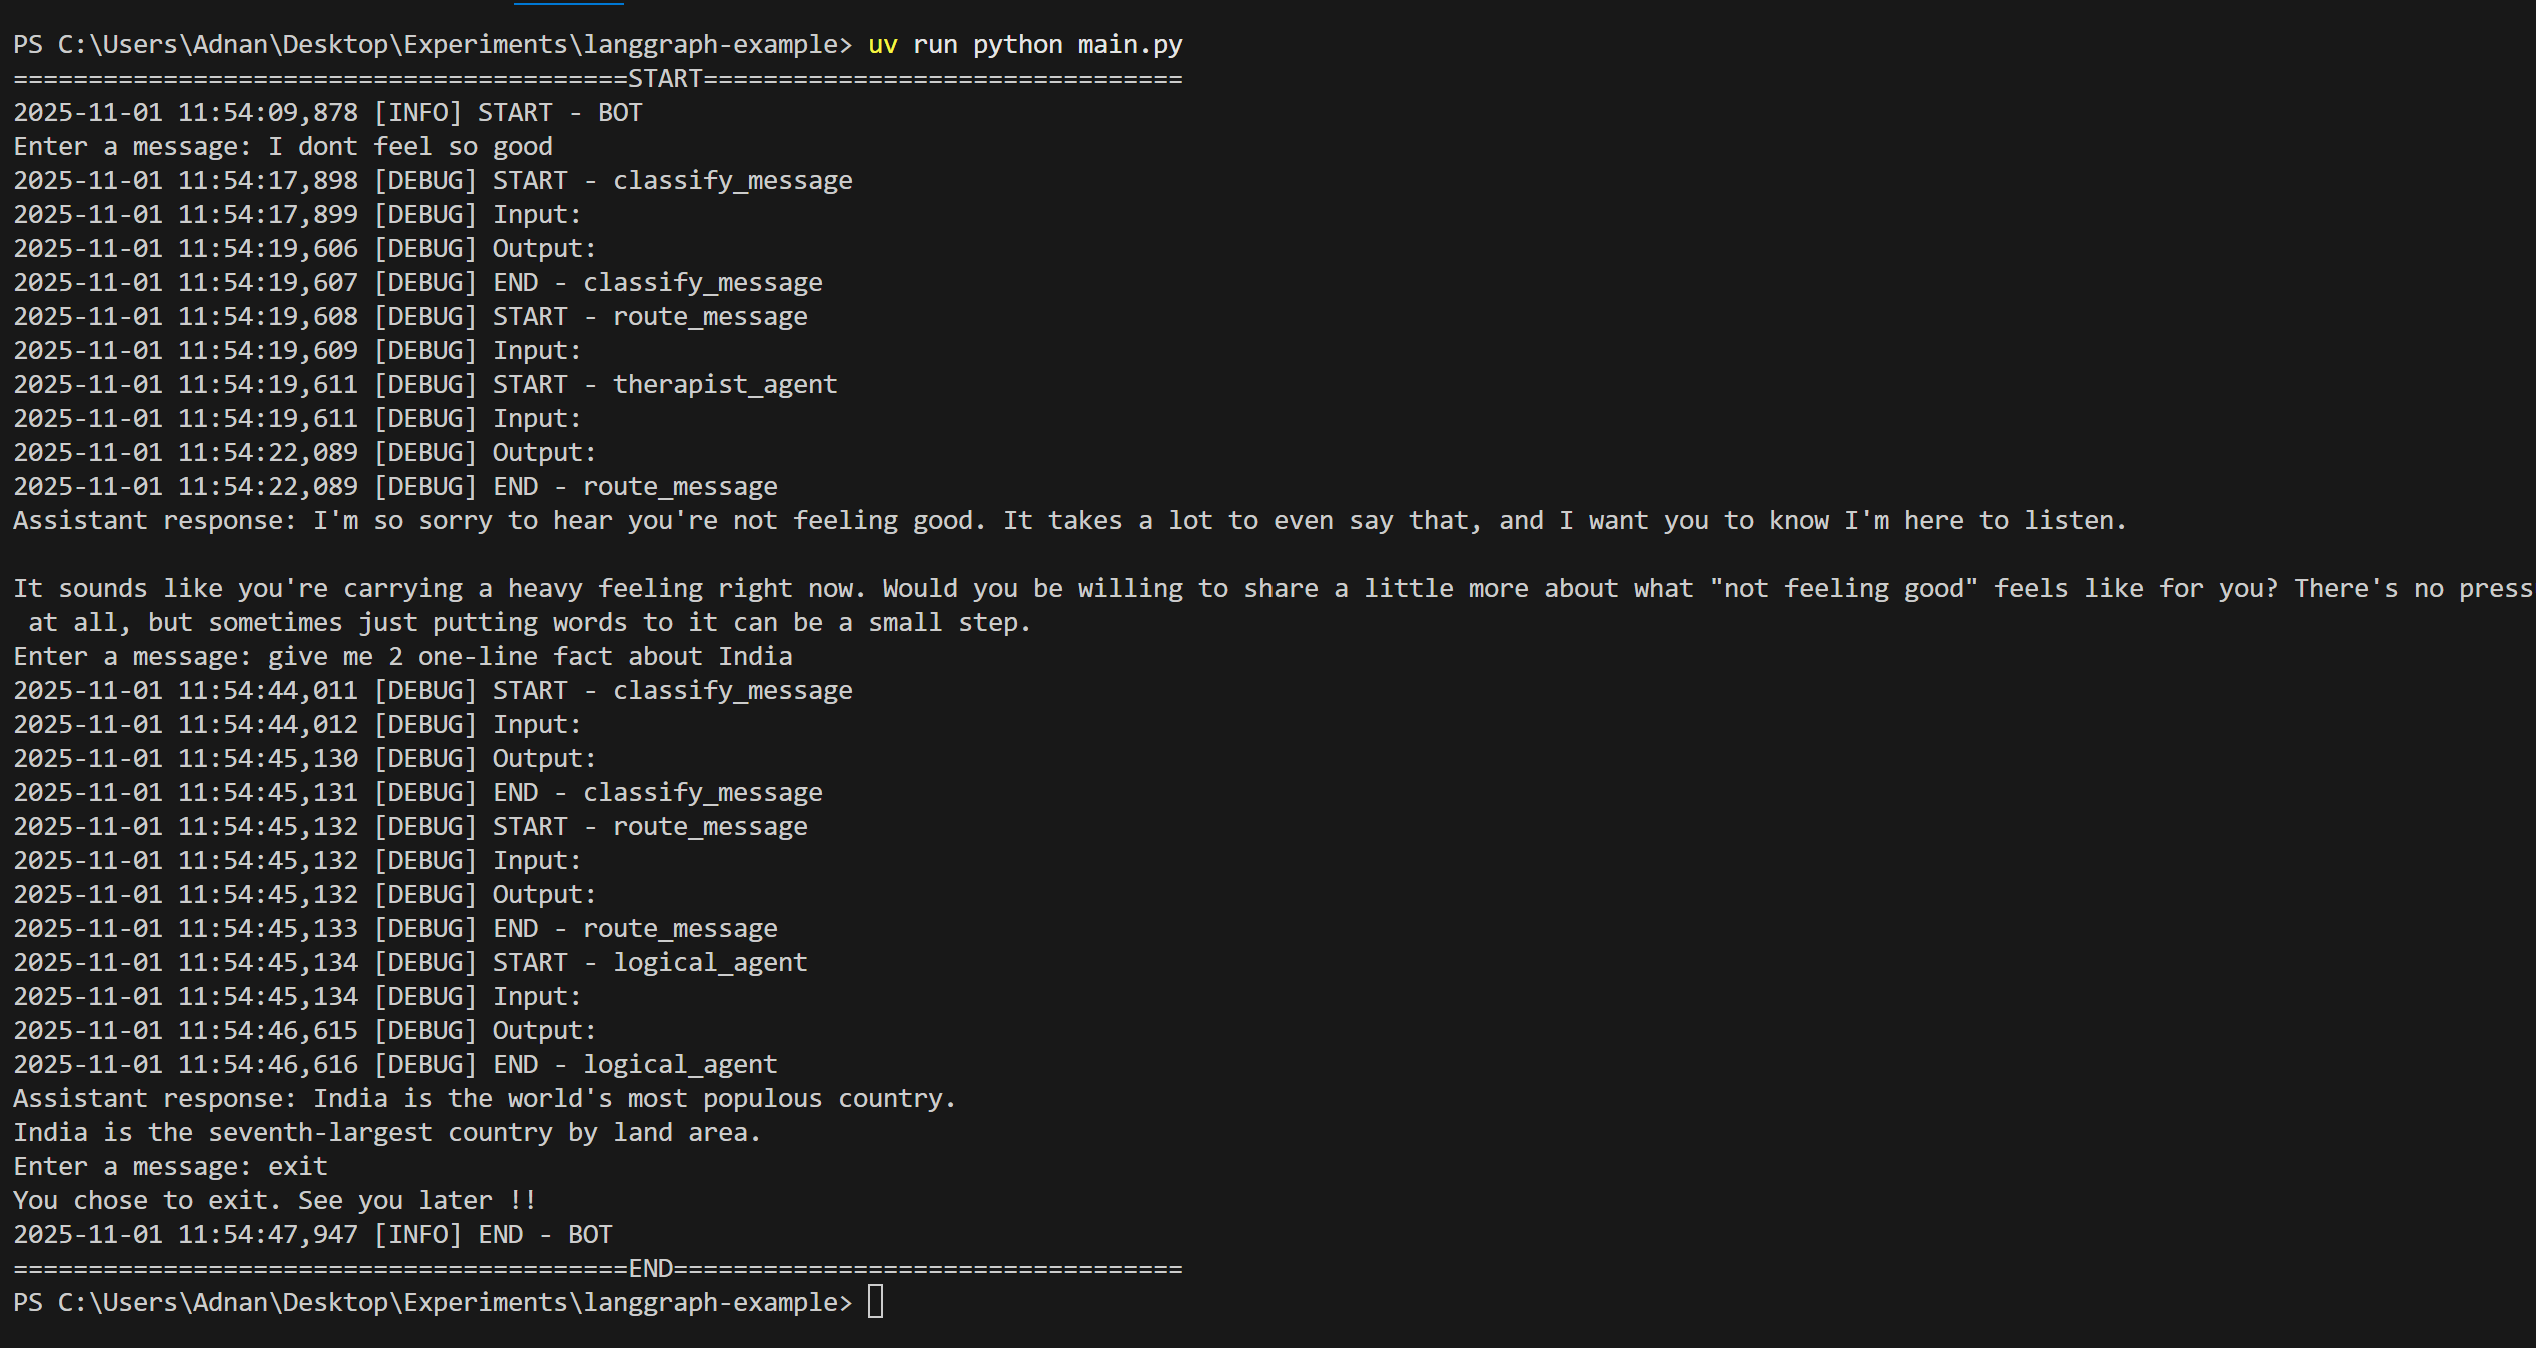 PS C:\Users\Adnan\Desktop\Experiments\langgraph-example> uv run python main.py
=========================================START================================
2025-11-01 11:54:09,878 [INFO] START - BOT
Enter a message: I dont feel so good
2025-11-01 11:54:17,898 [DEBUG] START - classify_message
2025-11-01 11:54:17,899 [DEBUG] Input:
2025-11-01 11:54:19,606 [DEBUG] Output:
2025-11-01 11:54:19,607 [DEBUG] END - classify_message
2025-11-01 11:54:19,608 [DEBUG] START - route_message
2025-11-01 11:54:19,609 [DEBUG] Input:
2025-11-01 11:54:19,611 [DEBUG] START - therapist_agent
2025-11-01 11:54:19,611 [DEBUG] Input:
2025-11-01 11:54:22,089 [DEBUG] Output:
2025-11-01 11:54:22,089 [DEBUG] END - route_message
Assistant response: I'm so sorry to hear you're not feeling good. It takes a lot to even say that, and I want you to know I'm here to listen.
It sounds like you're carrying a heavy feeling right now. Would you be willing to share a little more about what "not feeling good" feels like for you? There's no press
at all, but sometimes just putting words to it can be a small step.
Enter a message: give me 2 one-line fact about India
2025-11-01 11:54:44,011 [DEBUG] START - classify_message
2025-11-01 11:54:44,012 [DEBUG] Input:
2025-11-01 11:54:45,130 [DEBUG] Output:
2025-11-01 11:54:45,131 [DEBUG] END - classify_message
2025-11-01 11:54:45,132 [DEBUG] START - route_message
2025-11-01 11:54:45,132 [DEBUG] Input:
2025-11-01 11:54:45,132 [DEBUG] Output:
2025-11-01 11:54:45,133 [DEBUG] END - route_message
2025-11-01 11:54:45,134 [DEBUG] START - logical_agent
2025-11-01 11:54:45,134 [DEBUG] Input:
2025-11-01 11:54:46,615 [DEBUG] Output:
2025-11-01 11:54:46,616 [DEBUG] END - logical_agent
Assistant response: India is the world's most populous country.
India is the seventh-largest country by land area.
Enter a message: exit
You chose to exit. See you later !!
2025-11-01 11:54:47,947 [INFO] END - BOT
=========================================END==================================
PS C:\Users\Adnan\Desktop\Experiments\langgraph-example>